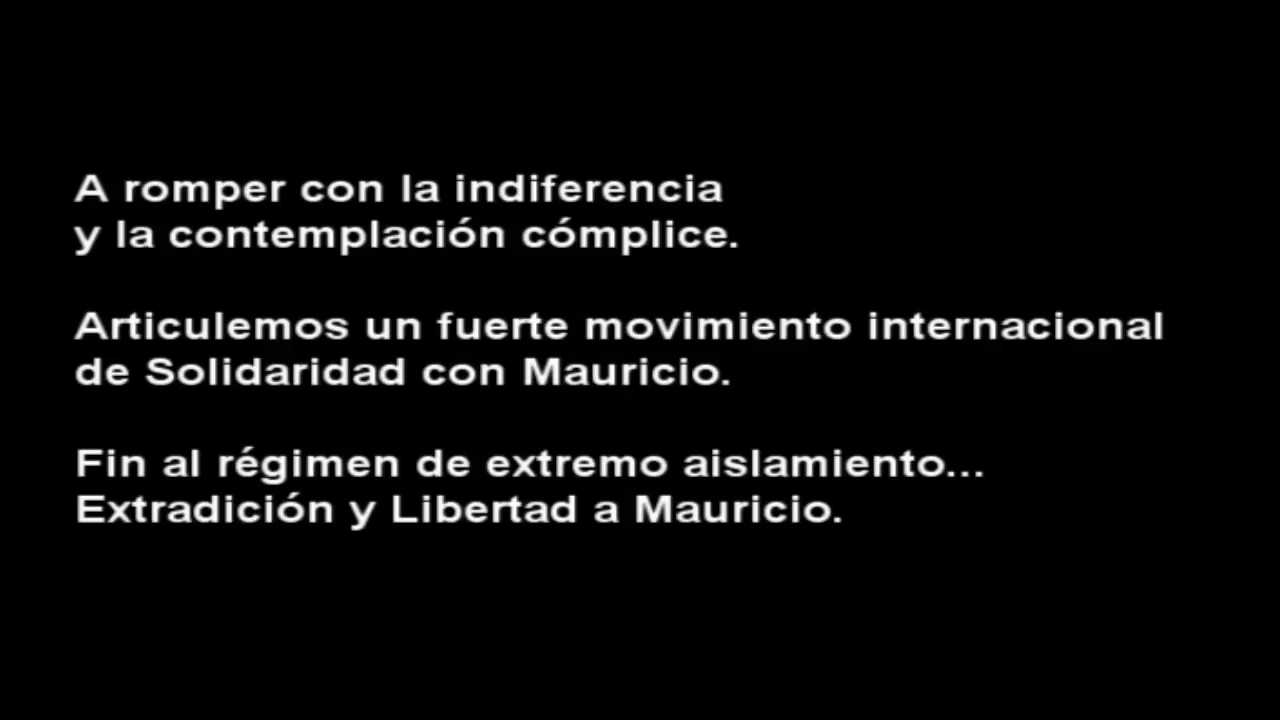 A romper con la indiferencia
y la contemplación cómplice.
Articulemos un fuerte movimiento internacional
de Solidaridad con Mauricio.
Fin al régimen de extremo aislamiento...
Extradición y Libertad a Mauricio.